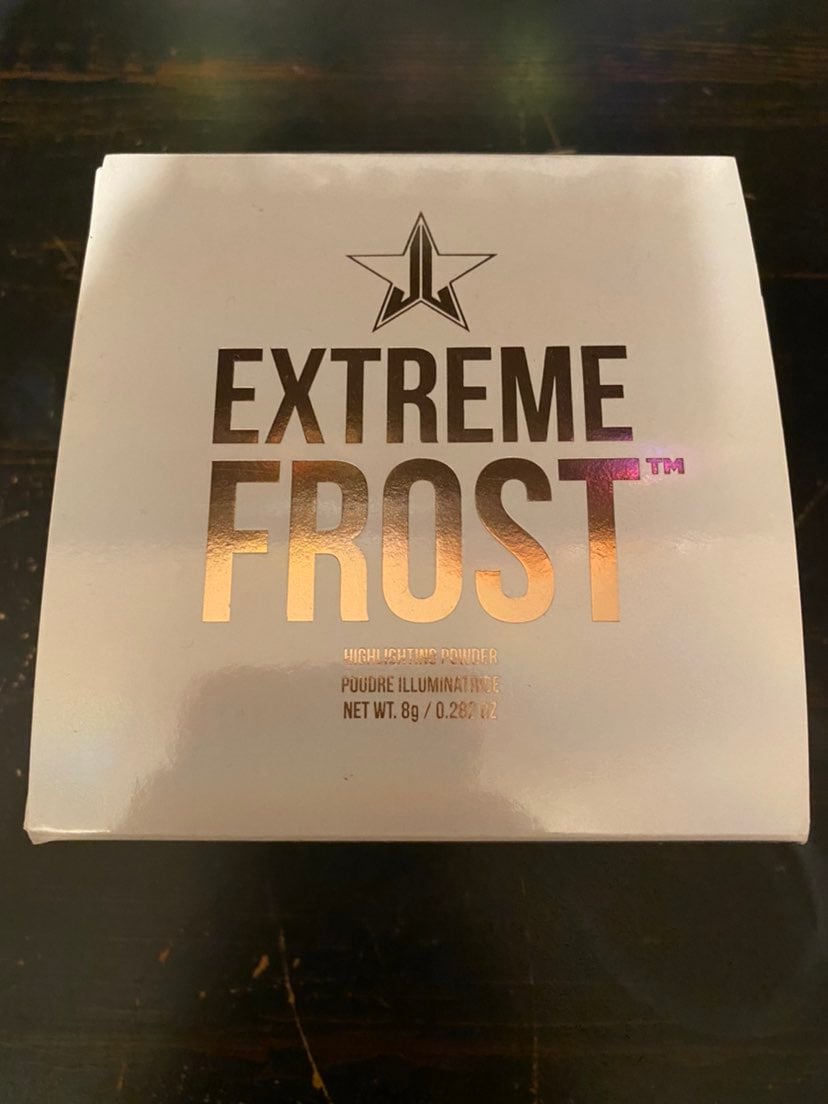 EXTREME
FROST™
HIGHLIGHTING POWDER
POUDRE ILLUMINATRICE
NET WT. 8g / 0.282 OZ